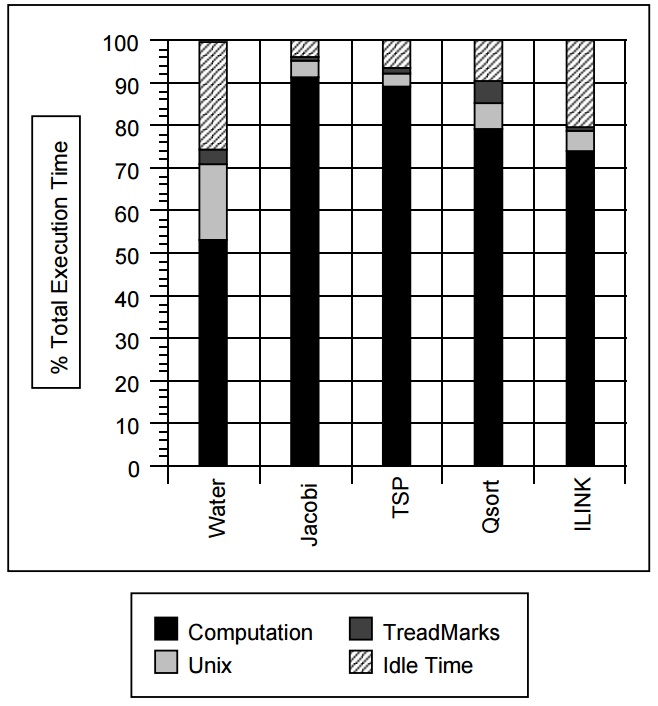 100
90
80
70
60
50
40
30
20
10
0
% Total Execution Time
Water
Jacobi
TSP
Qsort
ILINK
Computation
TreadMarks
Unix
Idle Time